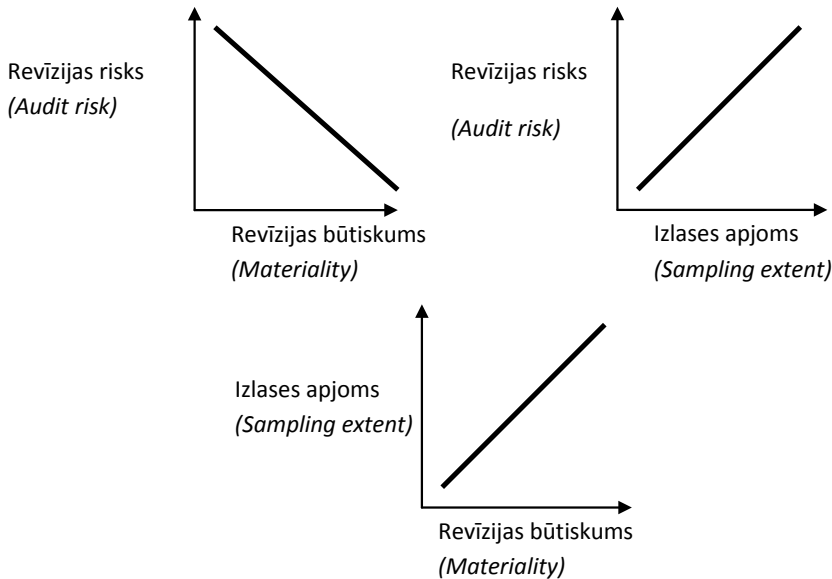 Revīzijas risks
(Audit risk)
Revīzijas būtiskums
(Materiality)
Revīzijas risks
(Audit risk)
Izlases apjoms
(Sampling extent)
Izlases apjoms
(Sampling extent)
Revīzijas būtiskums
(Materiality)